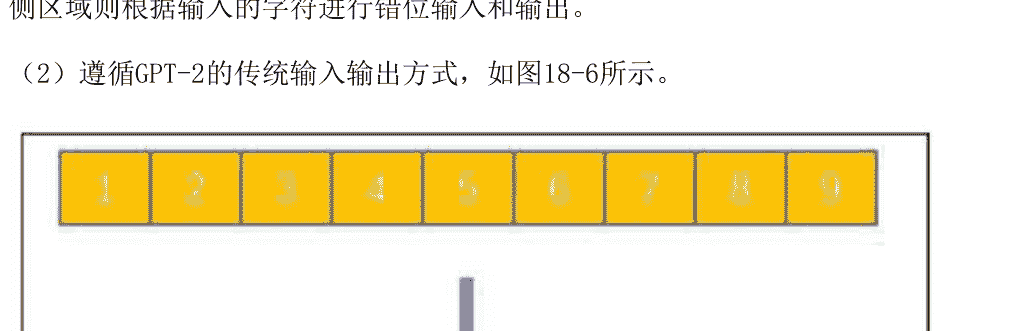 侧区域则根据输入的字符进行错位输入和输出。
（2）遵循GPT-2的传统输入输出方式，如图18-6所示。
1 2 3 4 5 6 7 8 9